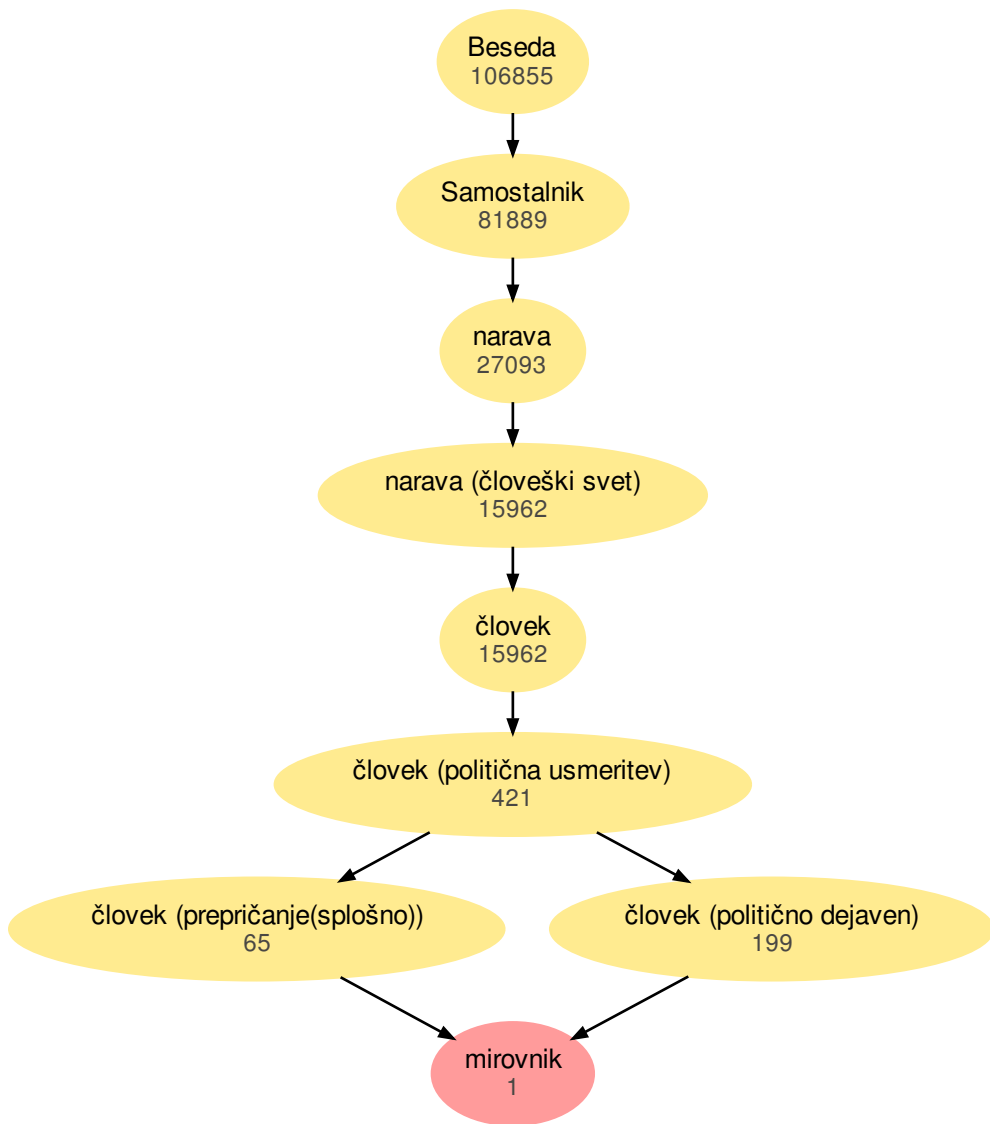 Beseda
106855
Samostalnik
81889
narava
27093
narava (človeški svet)
15962
človek
15962
človek (politična usmeritev)
421
človek (prepričanje(splošno))
65
človek (politično dejaven)
199
mirovnik
1